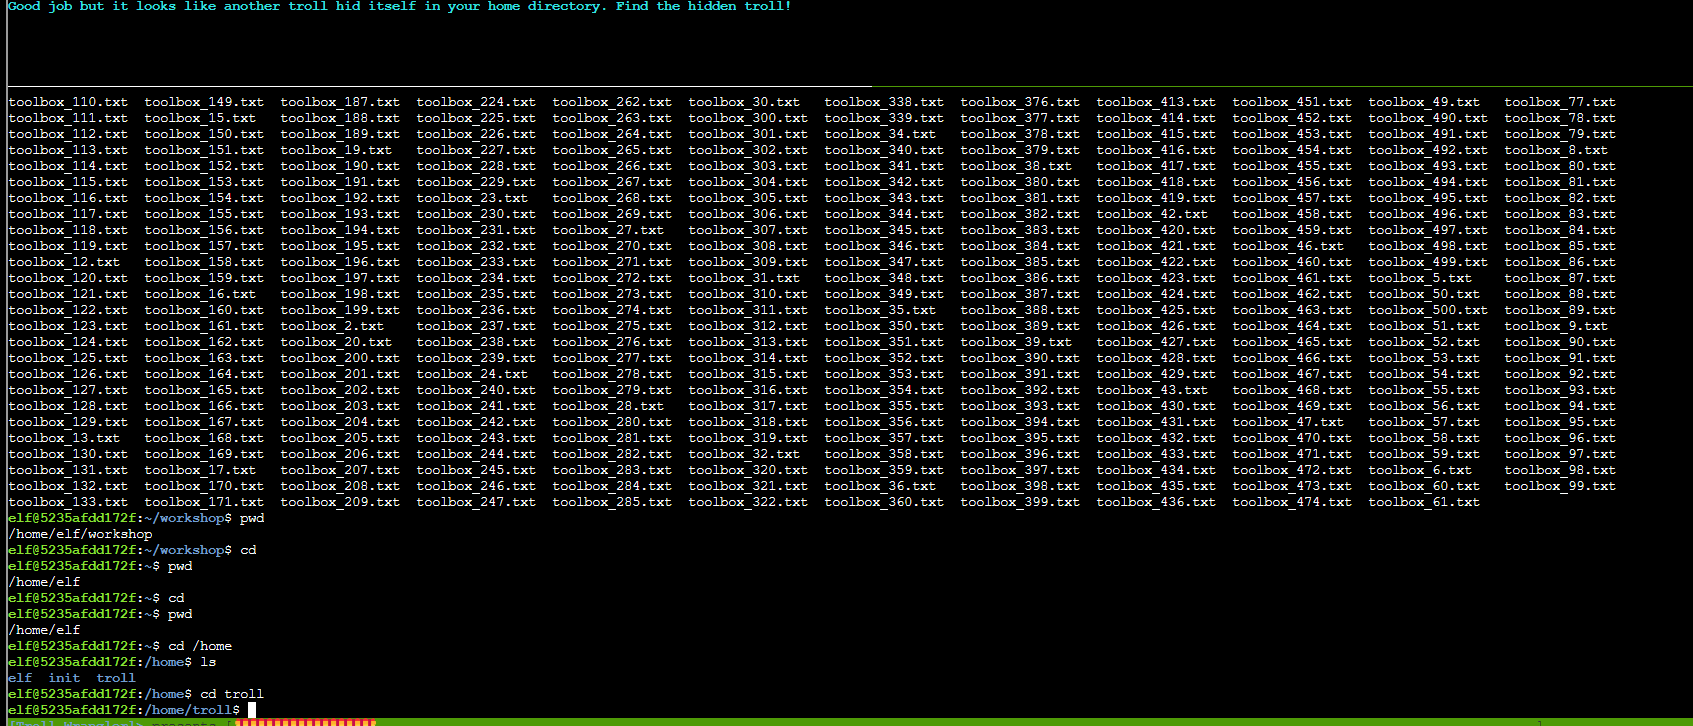 Good job but it looks like another troll hid itself in your home directory. Find the hidden troll!
toolbox_110.txt  toolbox_149.txt  toolbox_187.txt  toolbox_224.txt  toolbox_262.txt  toolbox_30.txt   toolbox_338.txt  toolbox_376.txt  toolbox_413.txt  toolbox_451.txt  toolbox_49.txt   toolbox_77.txt
toolbox_111.txt  toolbox_15.txt   toolbox_188.txt  toolbox_225.txt  toolbox_263.txt  toolbox_300.txt  toolbox_339.txt  toolbox_377.txt  toolbox_414.txt  toolbox_452.txt  toolbox_490.txt  toolbox_78.txt
toolbox_112.txt  toolbox_150.txt  toolbox_189.txt  toolbox_226.txt  toolbox_264.txt  toolbox_301.txt  toolbox_34.txt   toolbox_378.txt  toolbox_415.txt  toolbox_453.txt  toolbox_491.txt  toolbox_79.txt
toolbox_113.txt  toolbox_151.txt  toolbox_19.txt   toolbox_227.txt  toolbox_265.txt  toolbox_302.txt  toolbox_340.txt  toolbox_379.txt  toolbox_416.txt  toolbox_454.txt  toolbox_492.txt  toolbox_8.txt
toolbox_114.txt  toolbox_152.txt  toolbox_190.txt  toolbox_228.txt  toolbox_266.txt  toolbox_303.txt  toolbox_341.txt  toolbox_38.txt   toolbox_417.txt  toolbox_455.txt  toolbox_493.txt  toolbox_80.txt
toolbox_115.txt  toolbox_153.txt  toolbox_191.txt  toolbox_229.txt  toolbox_267.txt  toolbox_304.txt  toolbox_342.txt  toolbox_380.txt  toolbox_418.txt  toolbox_456.txt  toolbox_494.txt  toolbox_81.txt
toolbox_116.txt  toolbox_154.txt  toolbox_192.txt  toolbox_23.txt   toolbox_268.txt  toolbox_305.txt  toolbox_343.txt  toolbox_381.txt  toolbox_419.txt  toolbox_457.txt  toolbox_495.txt  toolbox_82.txt
toolbox_117.txt  toolbox_155.txt  toolbox_193.txt  toolbox_230.txt  toolbox_269.txt  toolbox_306.txt  toolbox_344.txt  toolbox_382.txt  toolbox_42.txt   toolbox_458.txt  toolbox_496.txt  toolbox_83.txt
toolbox_118.txt  toolbox_156.txt  toolbox_194.txt  toolbox_231.txt  toolbox_27.txt   toolbox_307.txt  toolbox_345.txt  toolbox_383.txt  toolbox_420.txt  toolbox_459.txt  toolbox_497.txt  toolbox_84.txt
toolbox_119.txt  toolbox_157.txt  toolbox_195.txt  toolbox_232.txt  toolbox_270.txt  toolbox_308.txt  toolbox_346.txt  toolbox_384.txt  toolbox_421.txt  toolbox_46.txt   toolbox_498.txt  toolbox_85.txt
toolbox_12.txt   toolbox_158.txt  toolbox_196.txt  toolbox_233.txt  toolbox_271.txt  toolbox_309.txt  toolbox_347.txt  toolbox_385.txt  toolbox_422.txt  toolbox_460.txt  toolbox_499.txt  toolbox_86.txt
toolbox_120.txt  toolbox_159.txt  toolbox_197.txt  toolbox_234.txt  toolbox_272.txt  toolbox_31.txt   toolbox_348.txt  toolbox_386.txt  toolbox_423.txt  toolbox_461.txt  toolbox_5.txt    toolbox_87.txt
toolbox_121.txt  toolbox_16.txt   toolbox_198.txt  toolbox_235.txt  toolbox_273.txt  toolbox_310.txt  toolbox_349.txt  toolbox_387.txt  toolbox_424.txt  toolbox_462.txt  toolbox_50.txt   toolbox_88.txt
toolbox_122.txt  toolbox_160.txt  toolbox_199.txt  toolbox_236.txt  toolbox_274.txt  toolbox_311.txt  toolbox_35.txt   toolbox_388.txt  toolbox_425.txt  toolbox_463.txt  toolbox_500.txt  toolbox_89.txt
toolbox_123.txt  toolbox_161.txt  toolbox_2.txt    toolbox_237.txt  toolbox_275.txt  toolbox_312.txt  toolbox_350.txt  toolbox_389.txt  toolbox_426.txt  toolbox_464.txt  toolbox_51.txt   toolbox_9.txt
toolbox_124.txt  toolbox_162.txt  toolbox_20.txt   toolbox_238.txt  toolbox_276.txt  toolbox_313.txt  toolbox_351.txt  toolbox_39.txt   toolbox_427.txt  toolbox_465.txt  toolbox_52.txt   toolbox_90.txt
toolbox_125.txt  toolbox_163.txt  toolbox_200.txt  toolbox_239.txt  toolbox_277.txt  toolbox_314.txt  toolbox_352.txt  toolbox_390.txt  toolbox_428.txt  toolbox_466.txt  toolbox_53.txt   toolbox_91.txt
toolbox_126.txt  toolbox_164.txt  toolbox_201.txt  toolbox_24.txt   toolbox_278.txt  toolbox_315.txt  toolbox_353.txt  toolbox_391.txt  toolbox_429.txt  toolbox_467.txt  toolbox_54.txt   toolbox_92.txt
toolbox_127.txt  toolbox_165.txt  toolbox_202.txt  toolbox_240.txt  toolbox_279.txt  toolbox_316.txt  toolbox_354.txt  toolbox_392.txt  toolbox_43.txt   toolbox_468.txt  toolbox_55.txt   toolbox_93.txt
toolbox_128.txt  toolbox_166.txt  toolbox_203.txt  toolbox_241.txt  toolbox_28.txt   toolbox_317.txt  toolbox_355.txt  toolbox_393.txt  toolbox_430.txt  toolbox_469.txt  toolbox_56.txt   toolbox_94.txt
toolbox_129.txt  toolbox_167.txt  toolbox_204.txt  toolbox_242.txt  toolbox_280.txt  toolbox_318.txt  toolbox_356.txt  toolbox_394.txt  toolbox_431.txt  toolbox_47.txt   toolbox_57.txt   toolbox_95.txt
toolbox_13.txt   toolbox_168.txt  toolbox_205.txt  toolbox_243.txt  toolbox_281.txt  toolbox_319.txt  toolbox_357.txt  toolbox_395.txt  toolbox_432.txt  toolbox_470.txt  toolbox_58.txt   toolbox_96.txt
toolbox_130.txt  toolbox_169.txt  toolbox_206.txt  toolbox_244.txt  toolbox_282.txt  toolbox_32.txt   toolbox_358.txt  toolbox_396.txt  toolbox_433.txt  toolbox_471.txt  toolbox_59.txt   toolbox_97.txt
toolbox_131.txt  toolbox_17.txt   toolbox_207.txt  toolbox_245.txt  toolbox_283.txt  toolbox_320.txt  toolbox_359.txt  toolbox_397.txt  toolbox_434.txt  toolbox_472.txt  toolbox_6.txt    toolbox_98.txt
toolbox_132.txt  toolbox_170.txt  toolbox_208.txt  toolbox_246.txt  toolbox_284.txt  toolbox_321.txt  toolbox_36.txt   toolbox_398.txt  toolbox_435.txt  toolbox_473.txt  toolbox_60.txt   toolbox_99.txt
toolbox_133.txt  toolbox_171.txt  toolbox_209.txt  toolbox_247.txt  toolbox_285.txt  toolbox_322.txt  toolbox_360.txt  toolbox_399.txt  toolbox_436.txt  toolbox_474.txt  toolbox_61.txt
elf@5235afdd172f:~/workshop$ pwd
/home/elf/workshop
elf@5235afdd172f:~/workshop$ cd
elf@5235afdd172f:~$ pwd
/home/elf
elf@5235afdd172f:~$ cd
elf@5235afdd172f:~$ pwd
/home/elf
elf@5235afdd172f:~$ cd /home
elf@5235afdd172f:/home$ ls
elf  init  troll
elf@5235afdd172f:/home$ cd troll
elf@5235afdd172f:/home/troll$